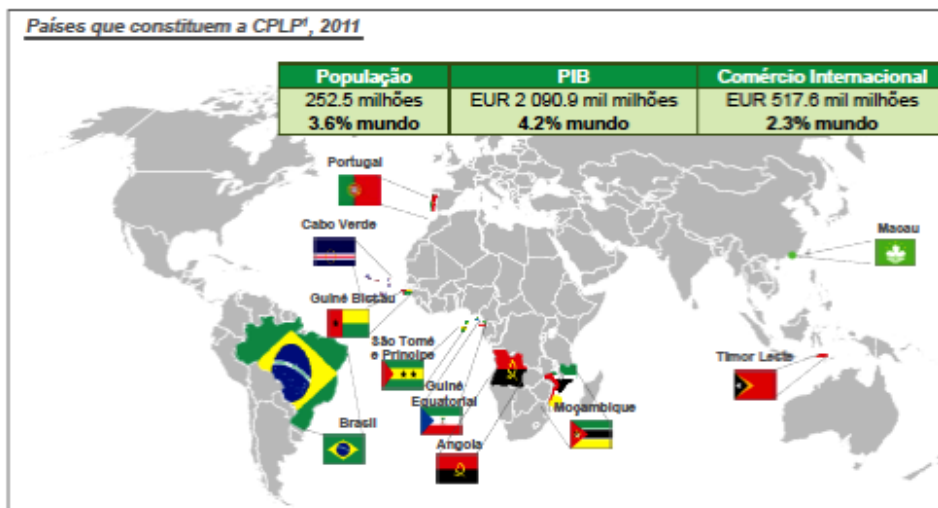 Países que constituem a CPLP¹, 2011
População PIB Comércio Internacional
252.5 milhões EUR 2 090.9 mil milhões EUR 517.6 mil milhões
3.6% mundo 4.2% mundo 2.3% mundo
Portugal
Cabo Verde
Macau
Guiné Bissau
São Tomé
e Principe
Timor Leste
Guiné
Equatorial
Moçambique
Brasil
Angola